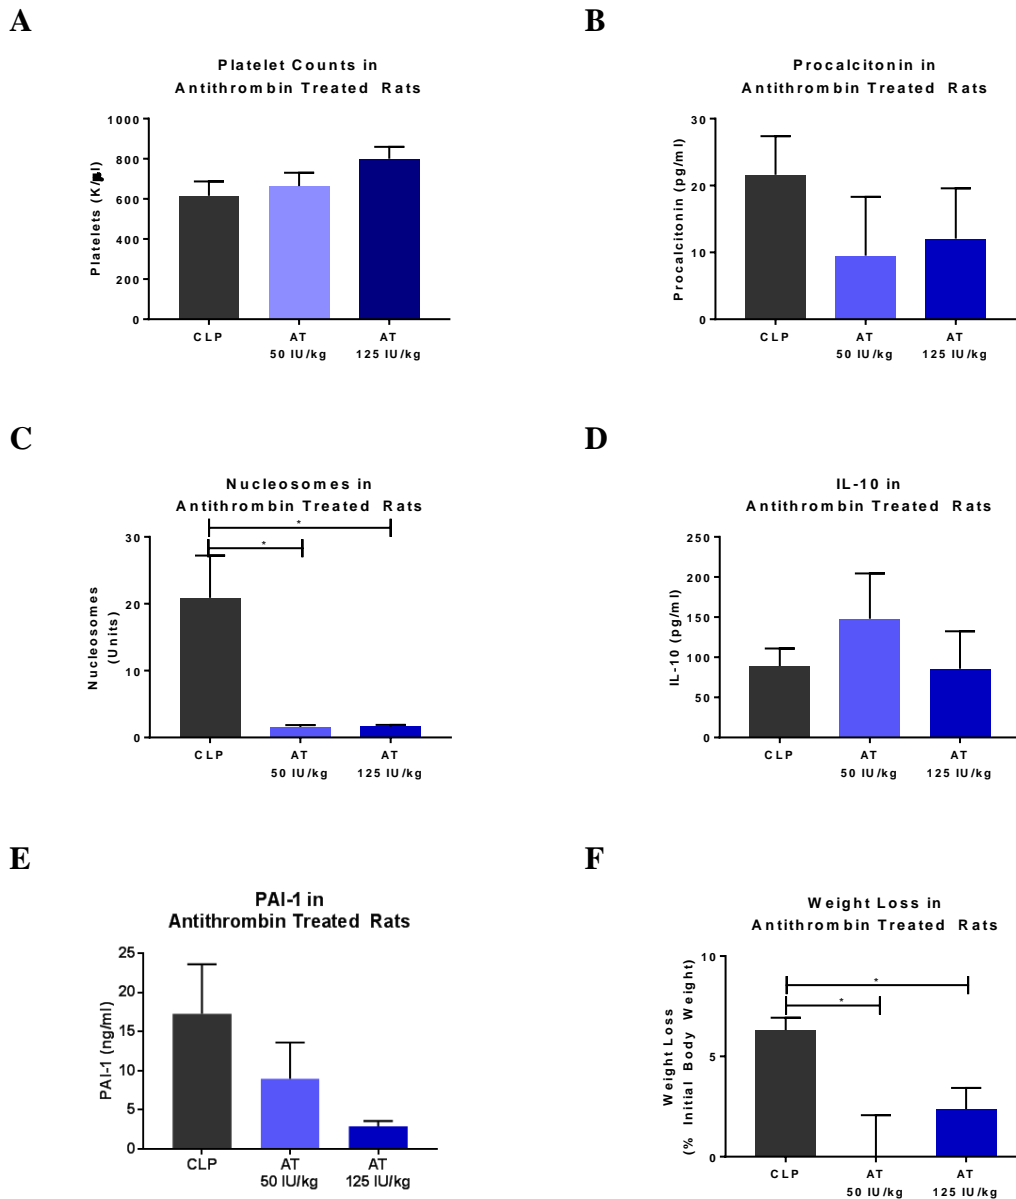 A
Platelet Counts in
Antithrombin Treated Rats
Platelets (K/µl)
1000
800
600
400
200
0
CLP
AT
50 IU/kg
AT
125 IU/kg
B
Procalcitonin in
Antithrombin Treated Rats
Procalcitonin (pg/ml)
30
20
10
0
CLP
AT
50 IU/kg
AT
125 IU/kg
C
Nucleosomes in
Antithrombin Treated Rats
*
*
Nucleosomes
(Units)
30
20
10
0
CLP
AT
50 IU/kg
AT
125 IU/kg
D
IL-10 in
Antithrombin Treated Rats
IL-10 (pg/ml)
250
200
150
100
50
0
CLP
AT
50 IU/kg
AT
125 IU/kg
E
PAI-1 in
Antithrombin Treated Rats
PAI-1 (ng/ml)
25
20
15
10
5
0
CLP
AT
50 IU/kg
AT
125 IU/kg
F
Weight Loss in
Antithrombin Treated Rats
*
*
Weight Loss
(% Initial Body Weight)
10
5
0
CLP
AT
50 IU/kg
AT
125 IU/kg